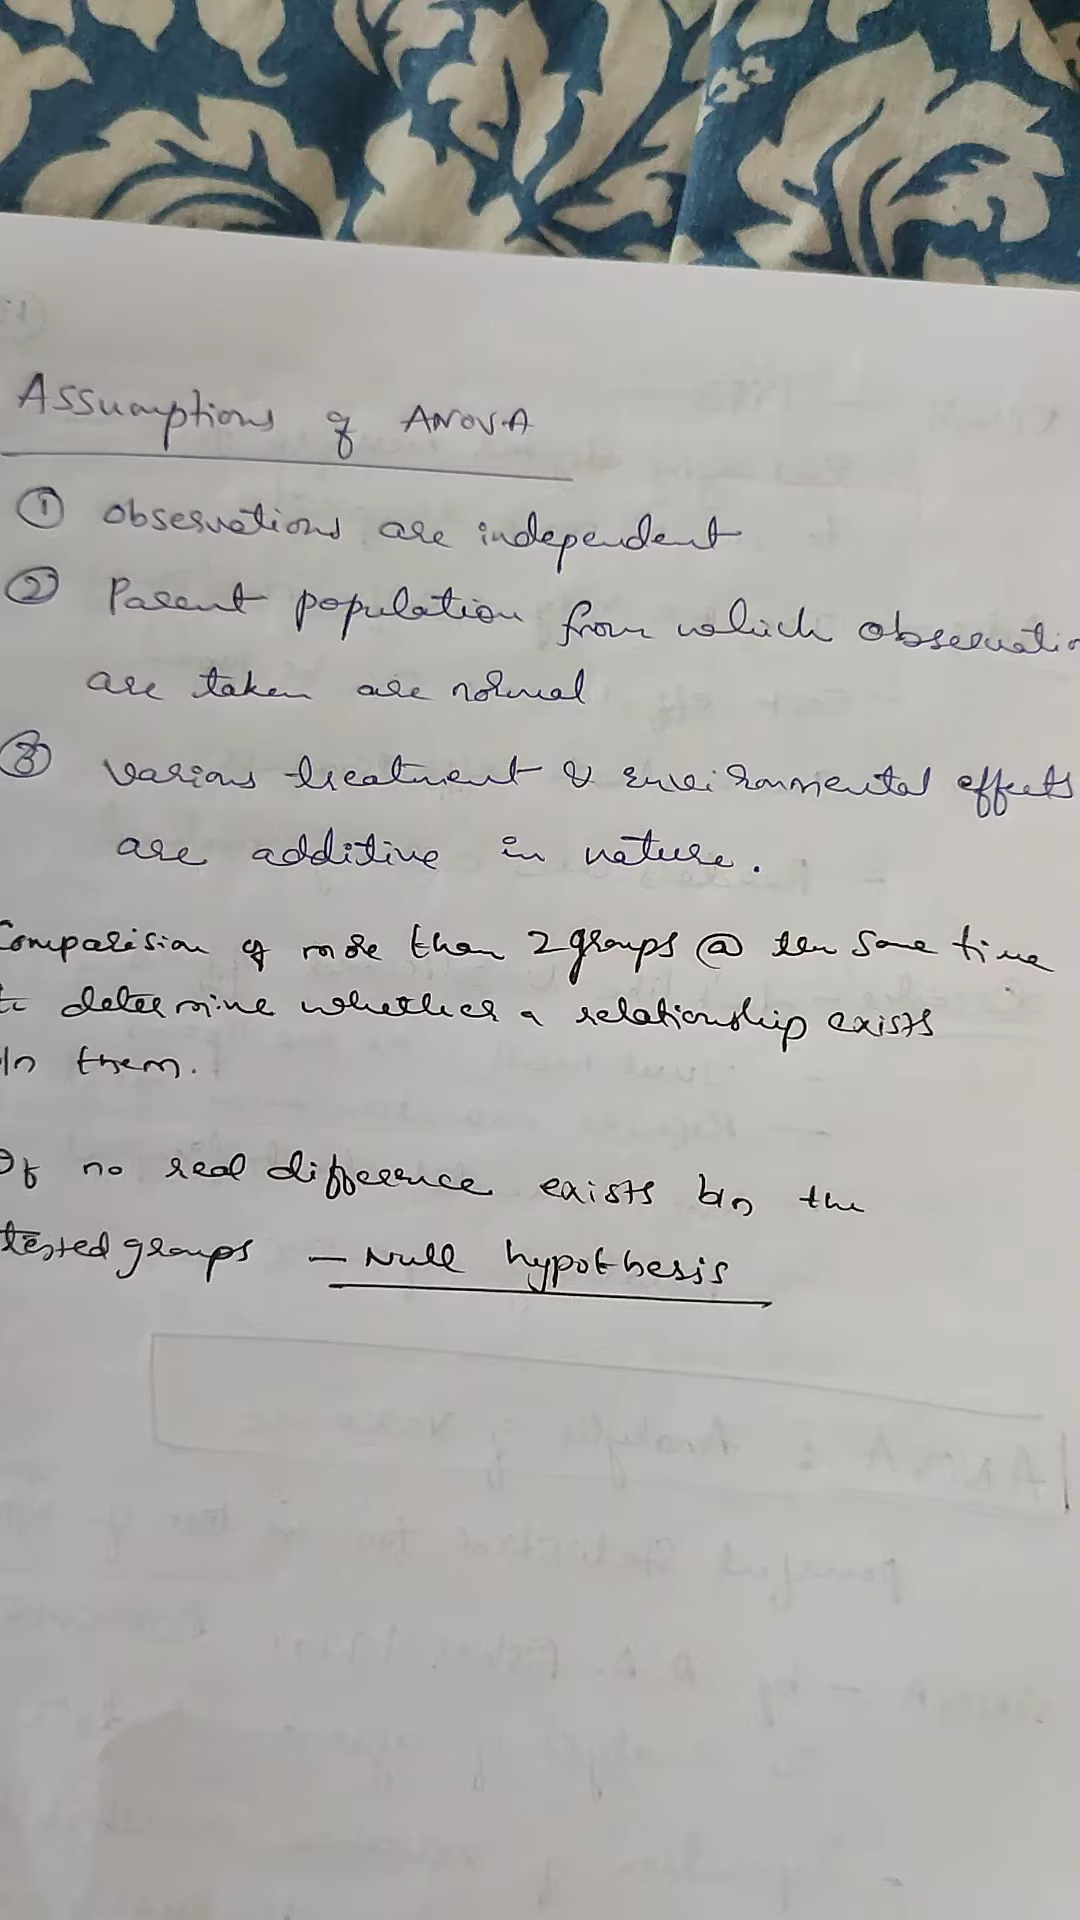 Assumptions of ANOVA
① observations are independent
② Parent population from which observatio
are taken are normal
③ various treatment & environmental effects
are additive in nature.
Comparision of more than 2 groups @ the same time
to determine whether a relationship exists
b/n them.
If no real difference exists b/n the
tested groups – Null hypothesis